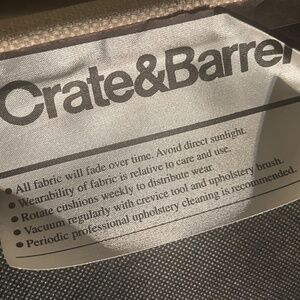 Crate&Barrel
• All fabric will fade over time. Avoid direct sunlight.
• Wearability of fabric is relative to care and use.
• Rotate cushions weekly to distribute wear.
• Vacuum regularly with crevice tool and upholstery brush.
• Periodic professional upholstery cleaning is recommended.